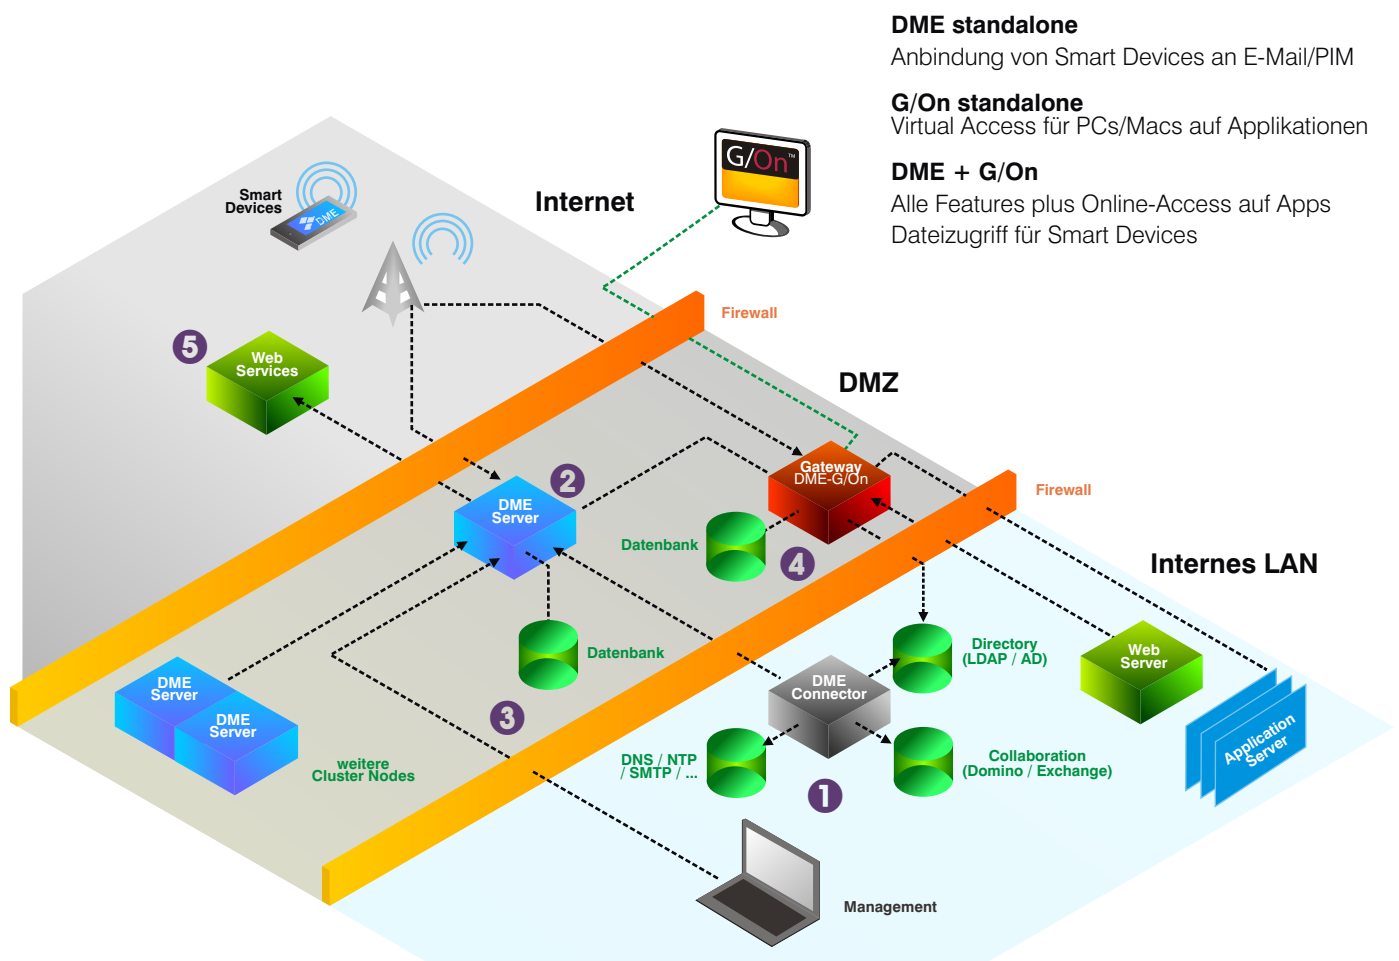 DME standalone
Anbindung von Smart Devices an E-Mail/PIM
G/On standalone
Virtual Access für PCs/Macs auf Applikationen
DME + G/On
Alle Features plus Online-Access auf Apps
Dateizugriff für Smart Devices
G/On™
Internet
Smart
Devices
DME
Firewall
5
Web
Services
DMZ
Gateway
DME-G/On
2
DME
Server
Firewall
Datenbank
4
Internes LAN
Datenbank
Directory
(LDAP / AD)
Web
Server
DME
Connector
DME
Server
DME
Server
3
weitere
Cluster Nodes
DNS / NTP
/ SMTP / ...
Collaboration
(Domino / Exchange)
Application
Server
1
Management